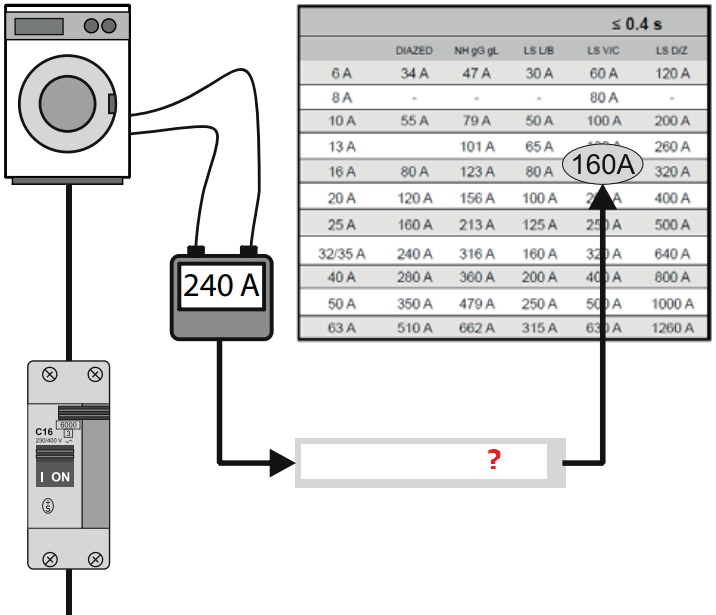 ≤ 0.4 s
DIAZED NH gG gL LS L/B LS V/C LS D/Z
6 A 34 A 47 A 30 A 60 A 120 A
8 A - - - 80 A -
10 A 55 A 79 A 50 A 100 A 200 A
13 A 101 A 65 A 260 A
16 A 80 A 123 A 80 A 160A 320 A
20 A 120 A 156 A 100 A 400 A
25 A 160 A 213 A 125 A 250 A 500 A
32/35 A 240 A 316 A 160 A 320 A 640 A
40 A 280 A 360 A 200 A 400 A 800 A
50 A 350 A 479 A 250 A 500 A 1000 A
63 A 510 A 662 A 315 A 630 A 1260 A
240 A
C16
230/400 V ~
6000
3
I ON
?